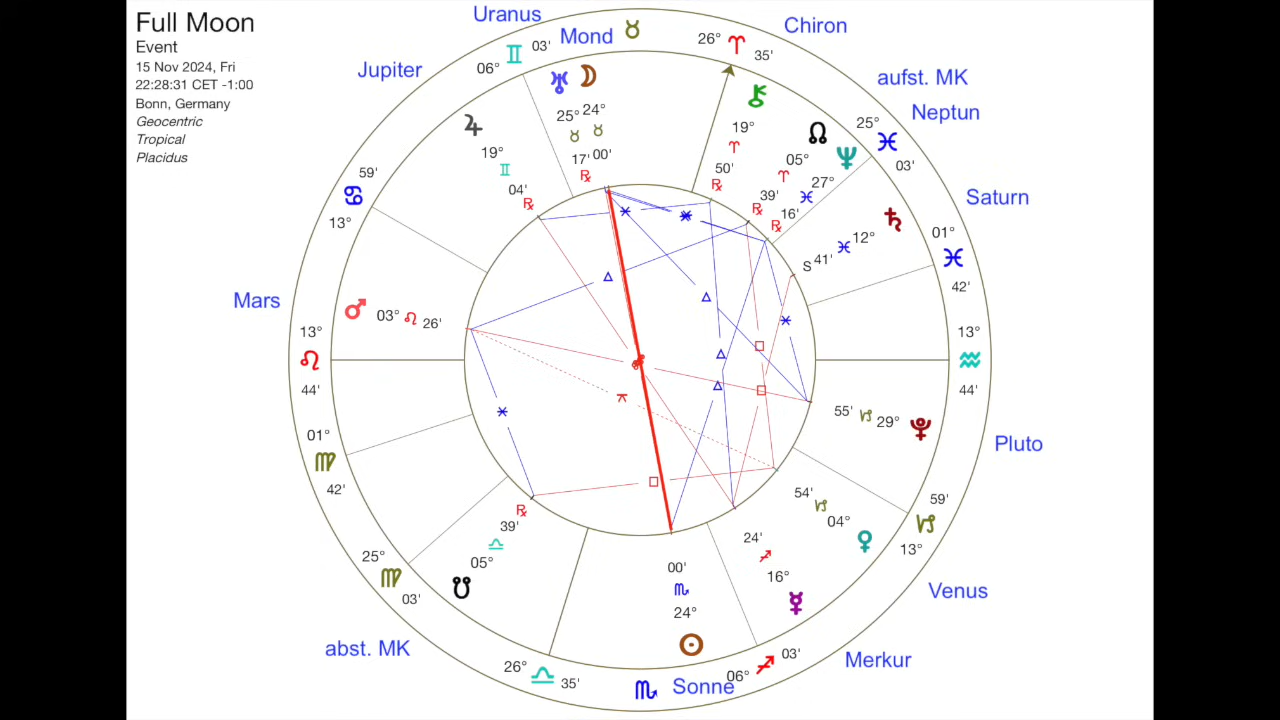 Full Moon
Event
15 Nov 2024, Fri
22:28:31 CET -1:00
Bonn, Germany
Geocentric
Tropical
Placidus
Uranus
Mond
Chiron
26°
35'
06°
03'
Jupiter
aufst. MK
Neptun
25°
03'
25°
24°
17'
00'
19°
04'
19°
50'
05°
39'
27°
16'
59'
13°
Saturn
01°
42'
12°
41'
S
Mars
03°
26'
13°
44'
13°
44'
55'
29°
Pluto
01°
42'
54'
04°
59'
13°
39'
05°
25°
03'
24'
16°
00'
24°
Venus
abst. MK
26°
35'
Sonne
06°
03'
Merkur